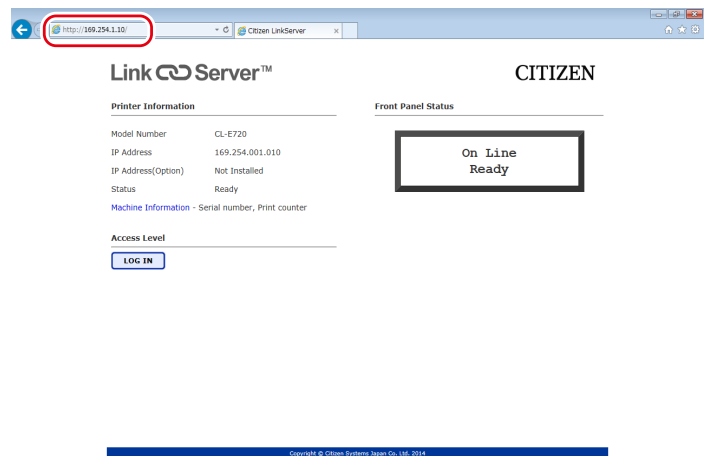 http://169.254.1.10/
Citizen LinkServer
Link Server™
CITIZEN
Printer Information
Model Number CL-E720
IP Address 169.254.001.010
IP Address(Option) Not Installed
Status Ready
Machine Information - Serial number, Print counter
Access Level
LOG IN
Front Panel Status
On Line
Ready
Copyright © Citizen Systems Japan Co. Ltd. 2014